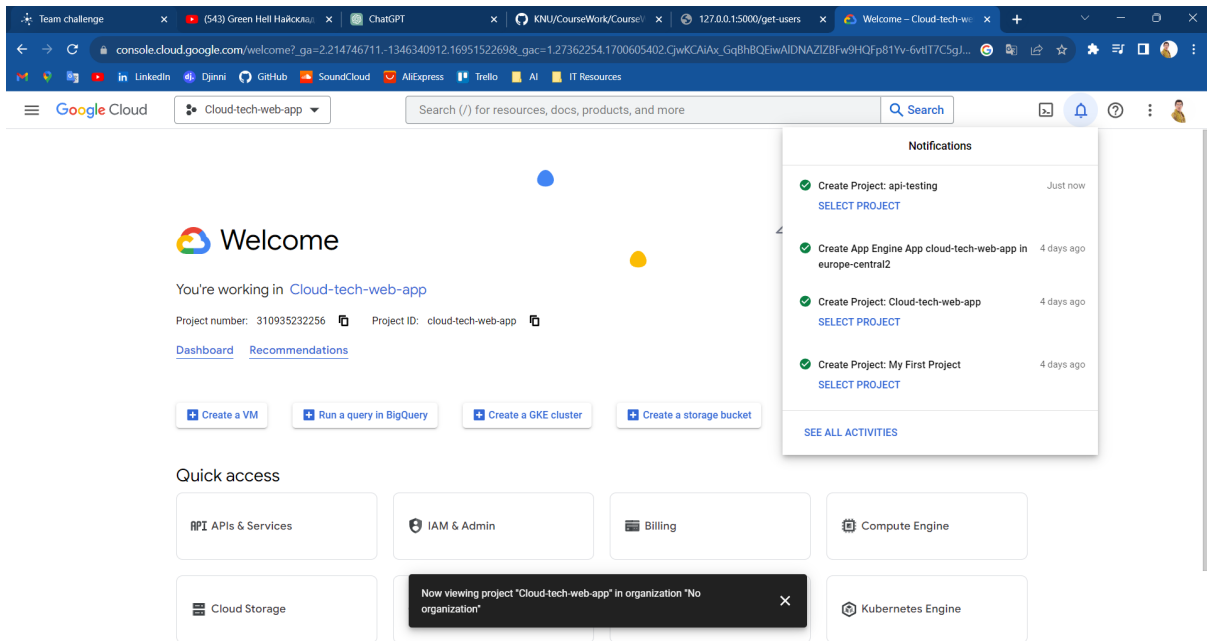 Team challenge
(543) Green Hell Найсклад
ChatGPT
KNU/CourseWork/CourseV
127.0.0.1:5000/get-users
Welcome – Cloud-tech-we
console.cloud.google.com/welcome?_ga=2.214746711.-1346340912.1695152269&_gac=1.27362254.1700605402.CjwKCAiAx_GqBhBQEiwAlDNAZlZBFw9HQFp81Yv-6vtIT7C5gJ...
LinkedIn
Djinni
GitHub
SoundCloud
AliExpress
Trello
AI
IT Resources
Google Cloud
Cloud-tech-web-app
Search (/) for resources, docs, products, and more
Search
Notifications
Create Project: api-testing
Just now
SELECT PROJECT
Create App Engine App cloud-tech-web-app in
4 days ago
europe-central2
Create Project: Cloud-tech-web-app
4 days ago
SELECT PROJECT
Create Project: My First Project
4 days ago
SELECT PROJECT
SEE ALL ACTIVITIES
Welcome
You're working in Cloud-tech-web-app
Project number: 310935232256 Project ID: cloud-tech-web-app
Dashboard Recommendations
Create a VM
Run a query in BigQuery
Create a GKE cluster
Create a storage bucket
Quick access
API APIs & Services
IAM & Admin
Billing
Compute Engine
Cloud Storage
Kubernetes Engine
Now viewing project "Cloud-tech-web-app" in organization "No
organization"